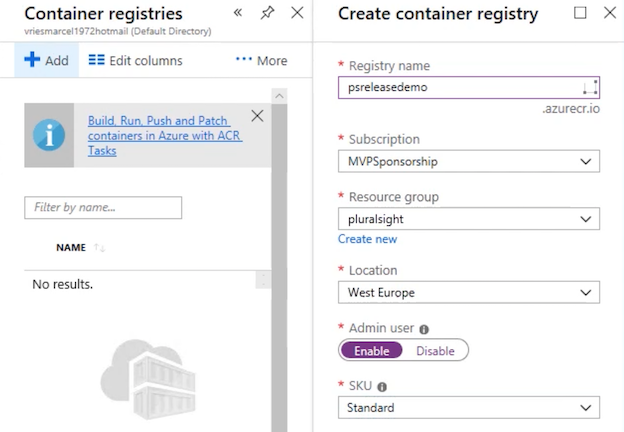 Container registries
vriesmarcel1972hotmail (Default Directory)
Add
Edit columns
More
Build, Run, Push and Patch
containers in Azure with ACR
Tasks
Filter by name...
NAME
No results.
Create container registry
* Registry name
psreleasedemo
.azurecr.io
* Subscription
MVPSponsorship
* Resource group
pluralsight
Create new
* Location
West Europe
* Admin user
Enable Disable
* SKU
Standard